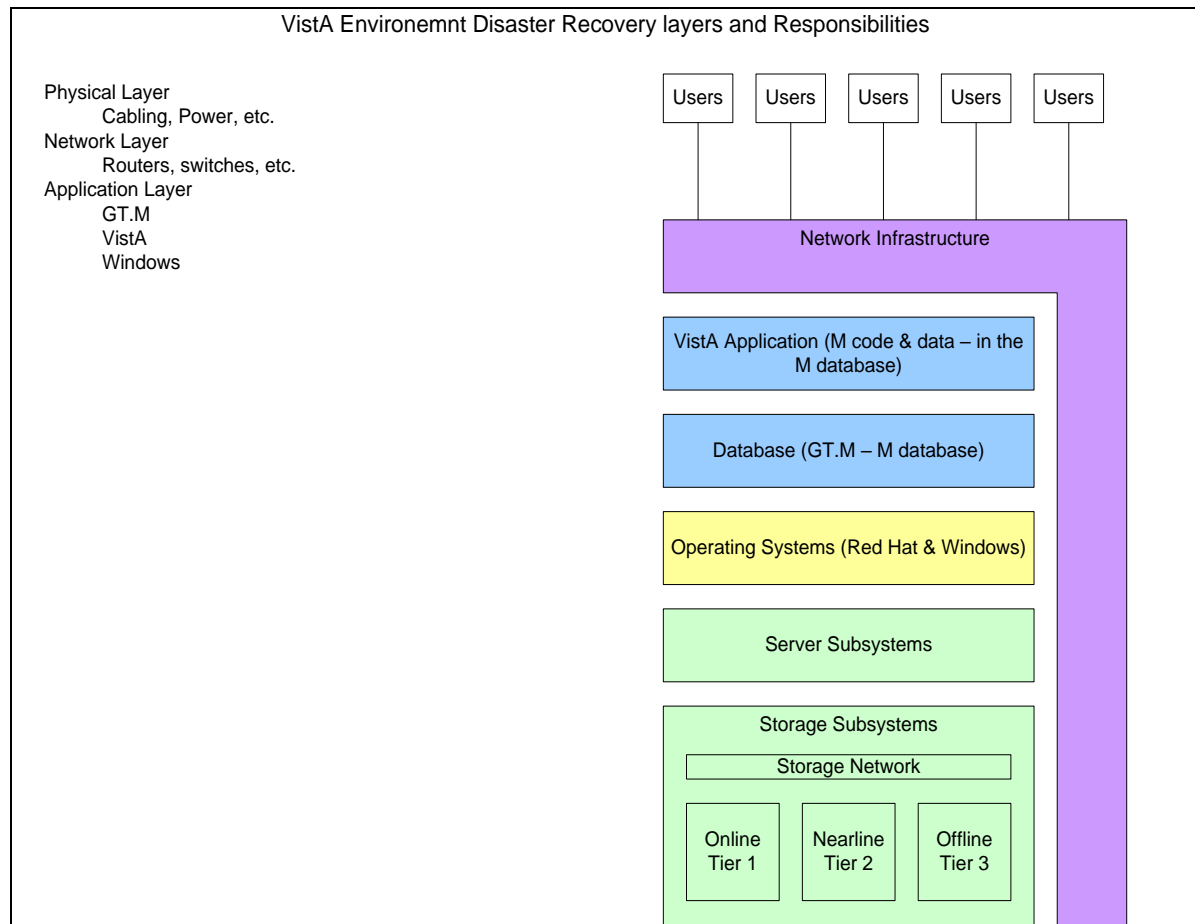 VistA Environemnt Disaster Recovery layers and Responsibilities
Physical Layer
Cabling, Power, etc.
Network Layer
Routers, switches, etc.
Application Layer
GT.M
VistA
Windows
Users
Users
Users
Users
Users
Network Infrastructure
VistA Application (M code & data – in the
M database)
Database (GT.M – M database)
Operating Systems (Red Hat & Windows)
Server Subsystems
Storage Subsystems
Storage Network
Online
Tier 1
Nearline
Tier 2
Offline
Tier 3